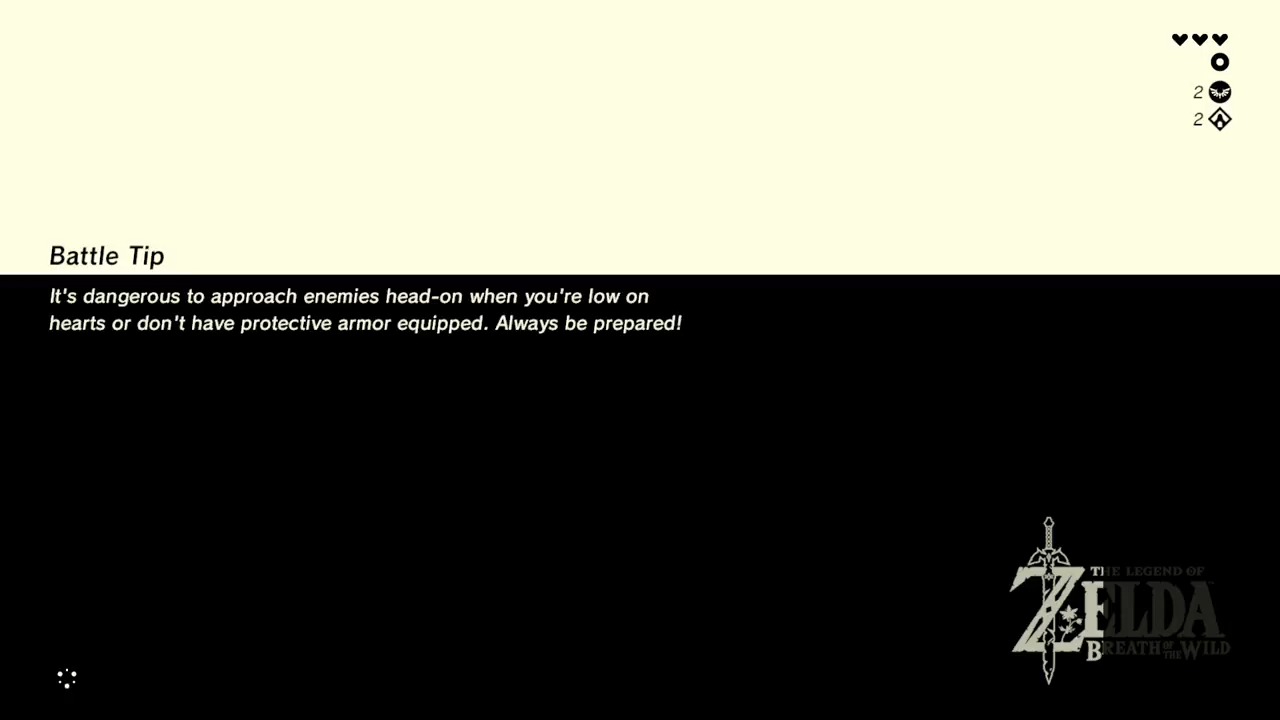 2
2
Battle Tip
It's dangerous to approach enemies head-on when you're low on
hearts or don't have protective armor equipped. Always be prepared!
THE LEGEND OF
ZELDA
BREATH OF THE WILD